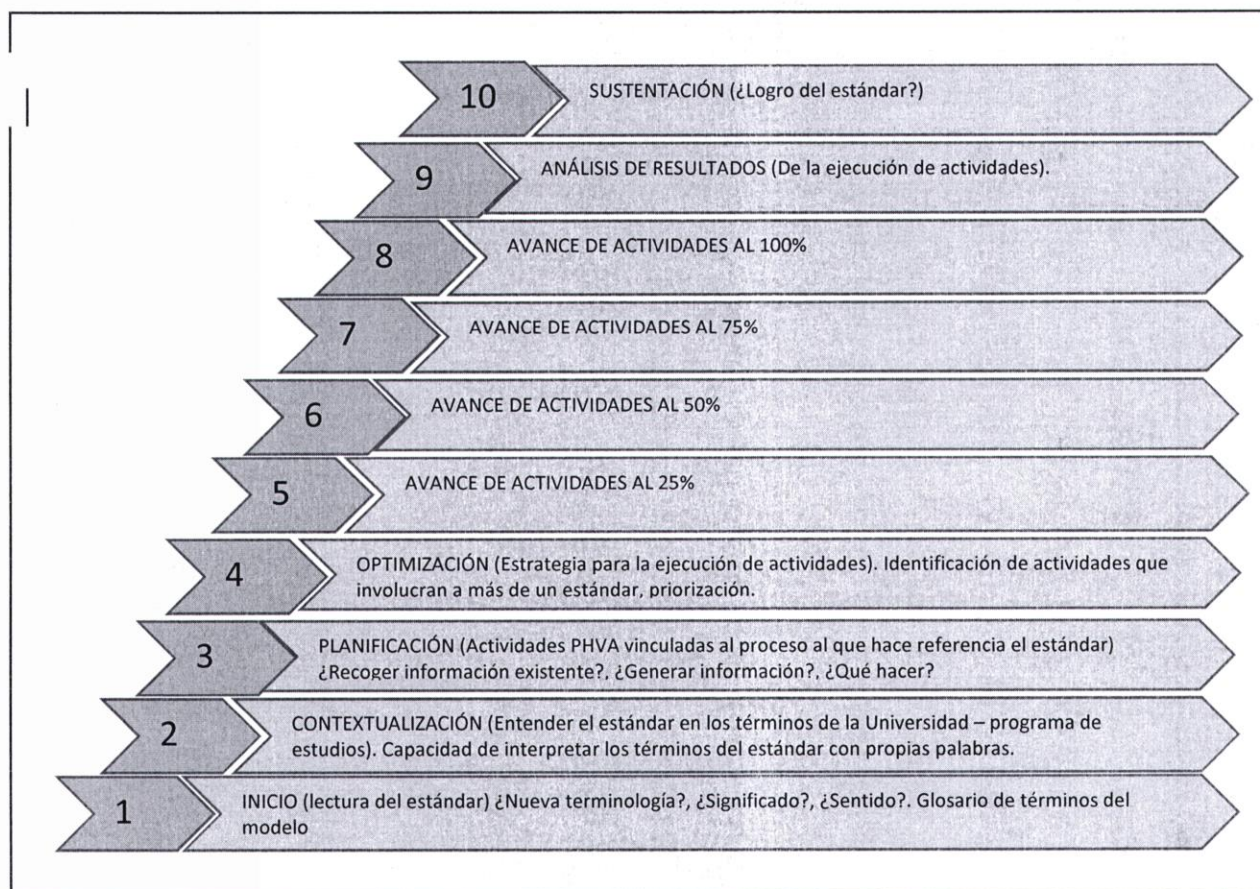 10
SUSTENTACIÓN (¿Logro del estándar?)
9
ANÁLISIS DE RESULTADOS (De la ejecución de actividades).
8
AVANCE DE ACTIVIDADES AL 100%
7
AVANCE DE ACTIVIDADES AL 75%
6
AVANCE DE ACTIVIDADES AL 50%
5
AVANCE DE ACTIVIDADES AL 25%
4
OPTIMIZACIÓN (Estrategia para la ejecución de actividades). Identificación de actividades que
involucran a más de un estándar, priorización.
3
PLANIFICACIÓN (Actividades PHVA vinculadas al proceso al que hace referencia el estándar)
¿Recoger información existente?, ¿Generar información?, ¿Qué hacer?
2
CONTEXTUALIZACIÓN (Entender el estándar en los términos de la Universidad – programa de
estudios). Capacidad de interpretar los términos del estándar con propias palabras.
1
INICIO (lectura del estándar) ¿Nueva terminología?, ¿Significado?, ¿Sentido?. Glosario de términos del
modelo